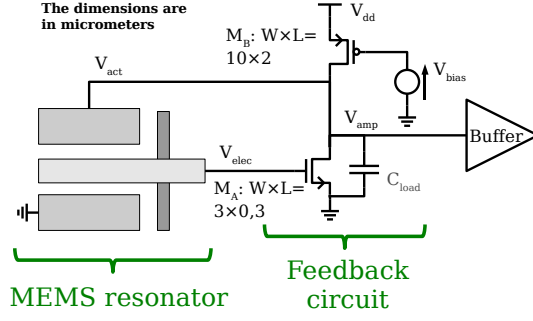 The dimensions are
in micrometers
V_dd
M_B: W×L=
10×2
V_act
V_bias
V_amp
Buffer
V_elec
C_load
M_A: W×L=
3×0,3
MEMS resonator
Feedback
circuit